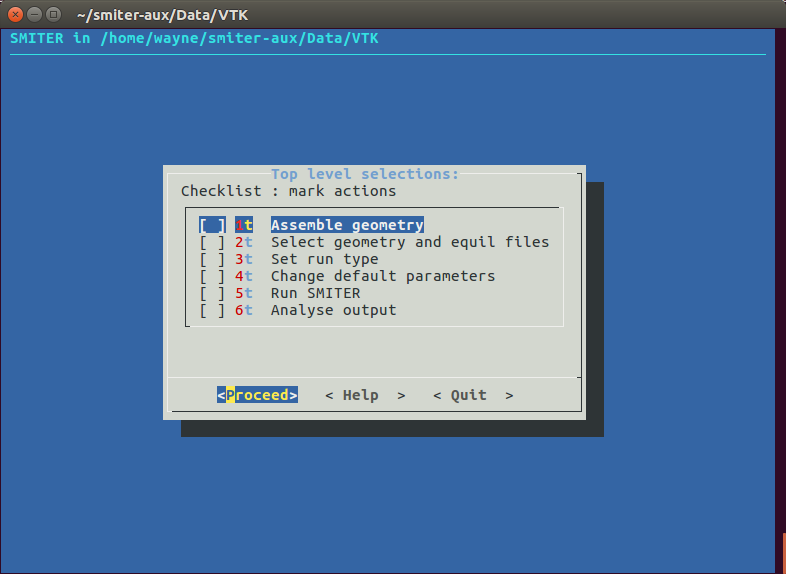 ~/smiter-aux/Data/VTK
SMITER in /home/wayne/smiter-aux/Data/VTK
Top level selections:
Checklist : mark actions
[ ] 1t Assemble geometry
[ ] 2t Select geometry and equil files
[ ] 3t Set run type
[ ] 4t Change default parameters
[ ] 5t Run SMITER
[ ] 6t Analyse output
<Proceed> < Help > < Quit >